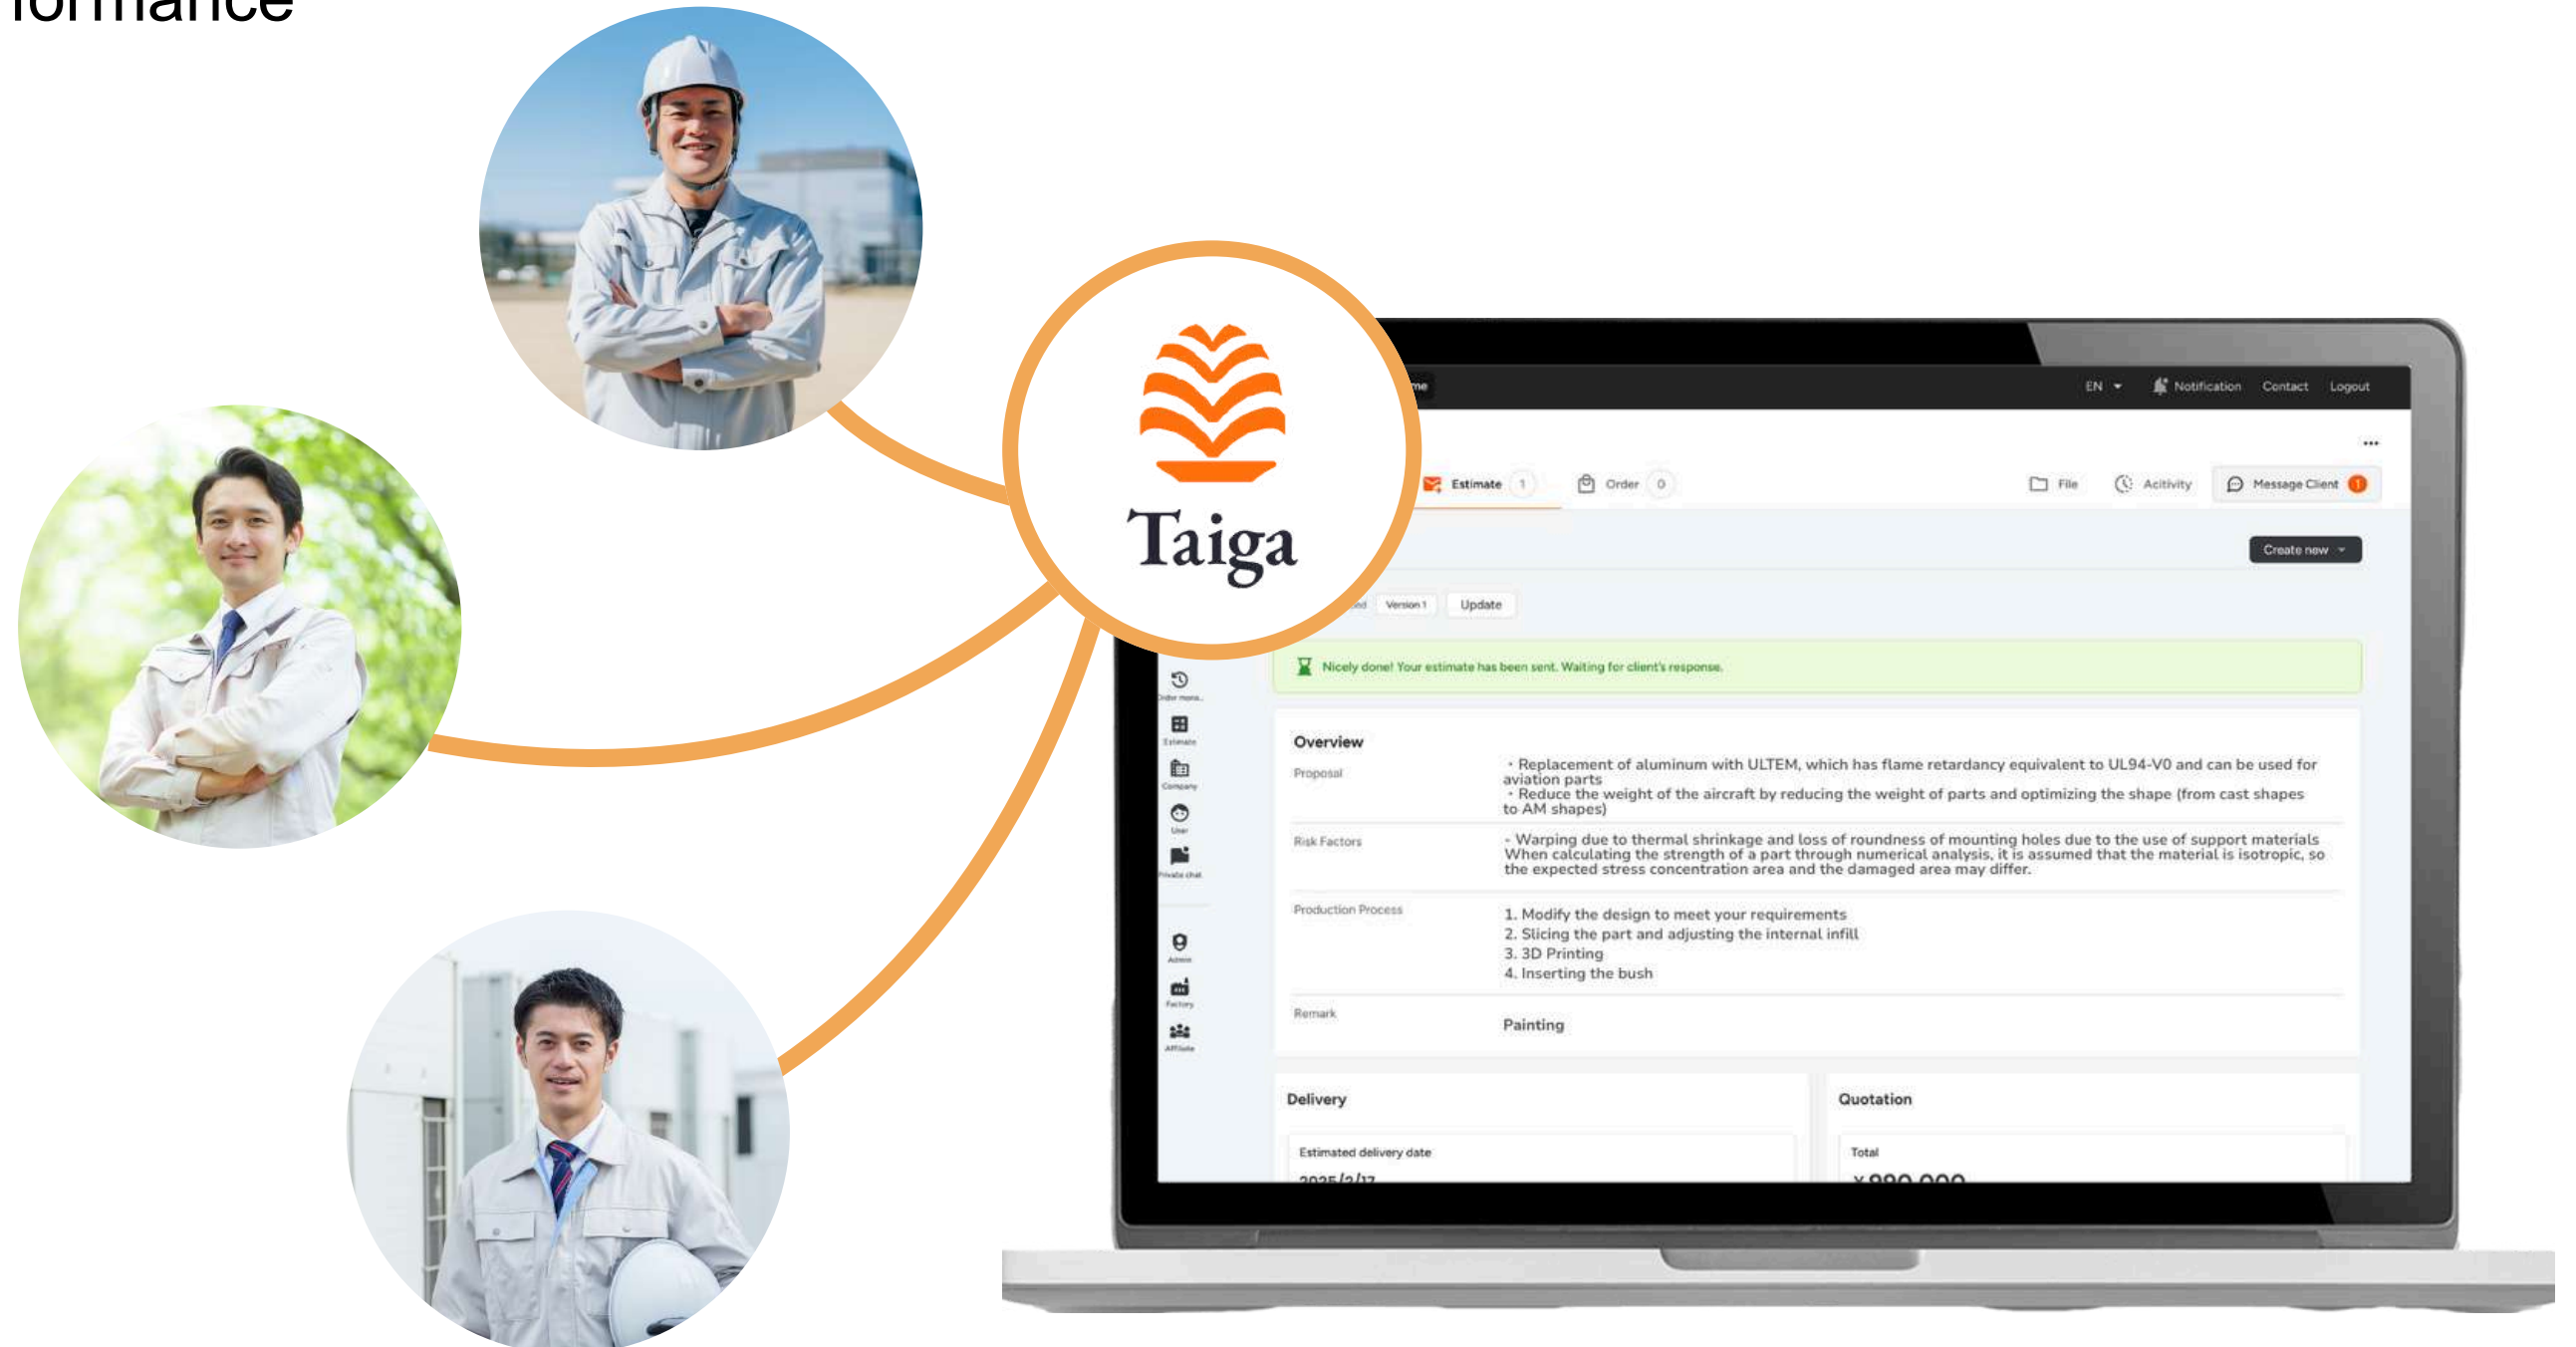 EN Notification Contact Logout
Estimate 1 Order 0 File Acitivity Message Client 1
Taiga
Create new
Version 1 Update
Nicely done! Your estimate has been sent. Waiting for client's response.
Estimate
Company
User
Private chat
Admin
Factory
Affiliate
Overview
Proposal
・Replacement of aluminum with ULTEM, which has flame retardancy equivalent to UL94-V0 and can be used for
aviation parts
・Reduce the weight of the aircraft by reducing the weight of parts and optimizing the shape (from cast shapes
to AM shapes)
Risk Factors
- Warping due to thermal shrinkage and loss of roundness of mounting holes due to the use of support materials
When calculating the strength of a part through numerical analysis, it is assumed that the material is isotropic, so
the expected stress concentration area and the damaged area may differ.
Production Process
1. Modify the design to meet your requirements
2. Slicing the part and adjusting the internal infill
3. 3D Printing
4. Inserting the bush
Remark
Painting
Delivery
Estimated delivery date
Quotation
Total